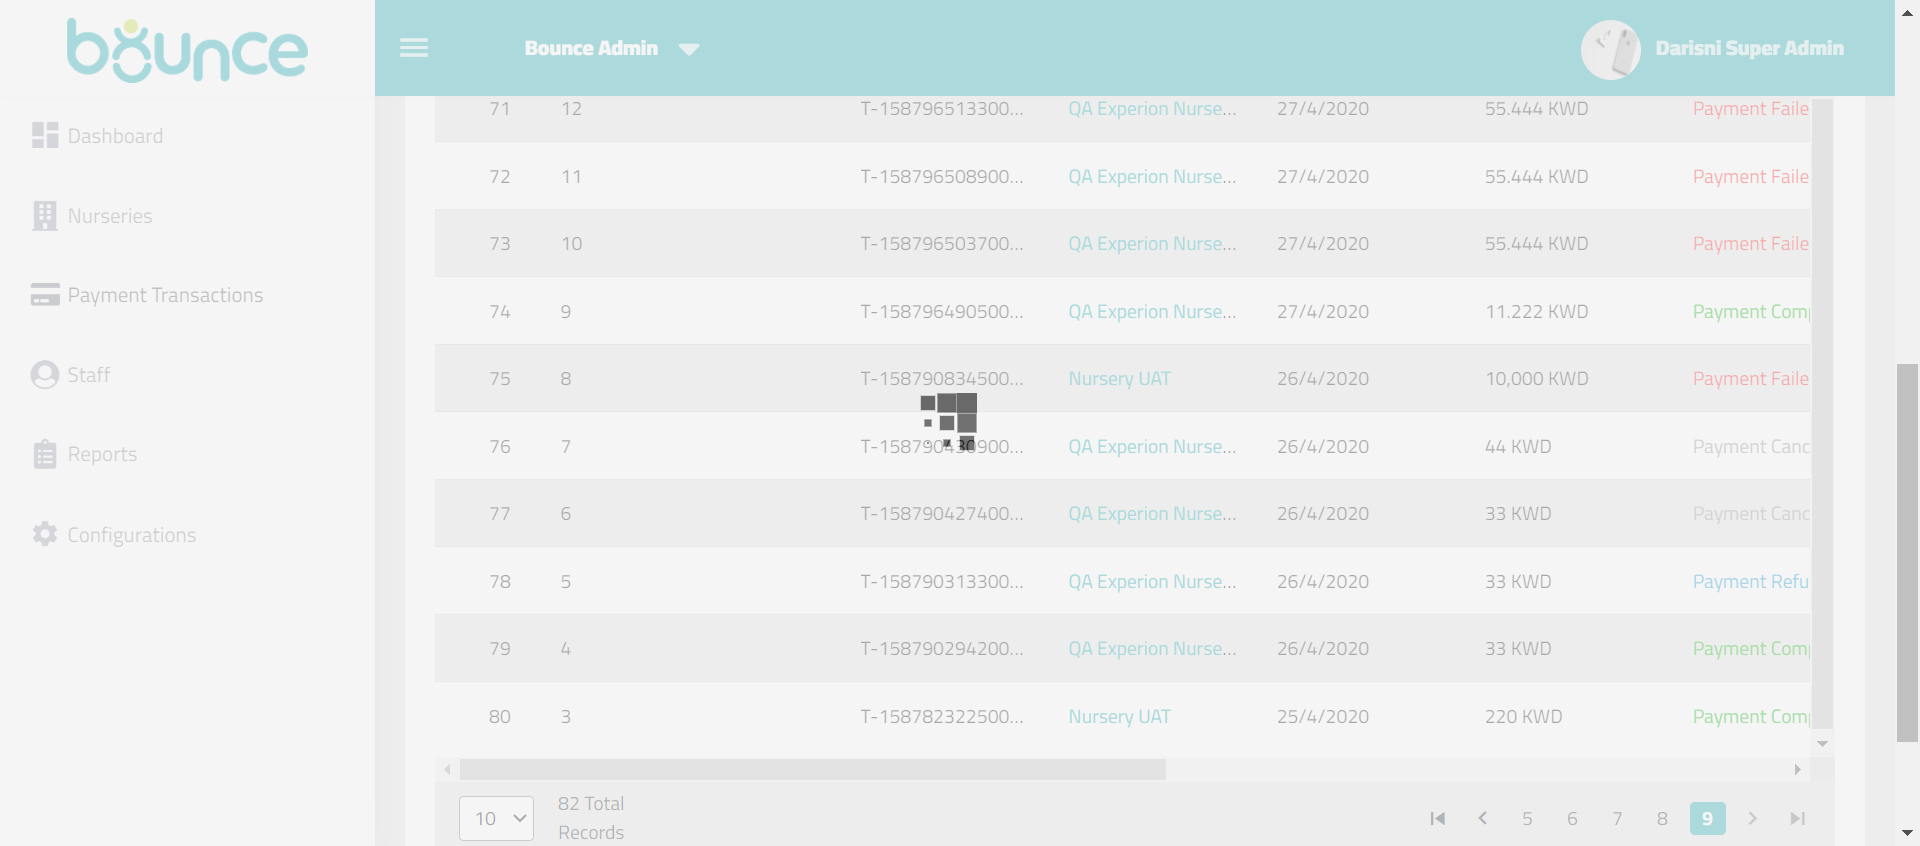 bounce
Bounce Admin
Darisni Super Admin
Dashboard
Nurseries
Payment Transactions
Staff
Reports
Configurations
71 12 T-158796513300... QA Experion Nurse... 27/4/2020 55.444 KWD Payment Faile
72 11 T-158796508900... QA Experion Nurse... 27/4/2020 55.444 KWD Payment Faile
73 10 T-158796503700... QA Experion Nurse... 27/4/2020 55.444 KWD Payment Faile
74 9 T-158796490500... QA Experion Nurse... 27/4/2020 11.222 KWD Payment Comp
75 8 T-158790834500... Nursery UAT 26/4/2020 10,000 KWD Payment Faile
76 7 T-158790430900... QA Experion Nurse... 26/4/2020 44 KWD Payment Canc
77 6 T-158790427400... QA Experion Nurse... 26/4/2020 33 KWD Payment Canc
78 5 T-158790313300... QA Experion Nurse... 26/4/2020 33 KWD Payment Refu
79 4 T-158790294200... QA Experion Nurse... 26/4/2020 33 KWD Payment Comp
80 3 T-158782322500... Nursery UAT 25/4/2020 220 KWD Payment Comp
10
82 Total
Records
5 6 7 8 9